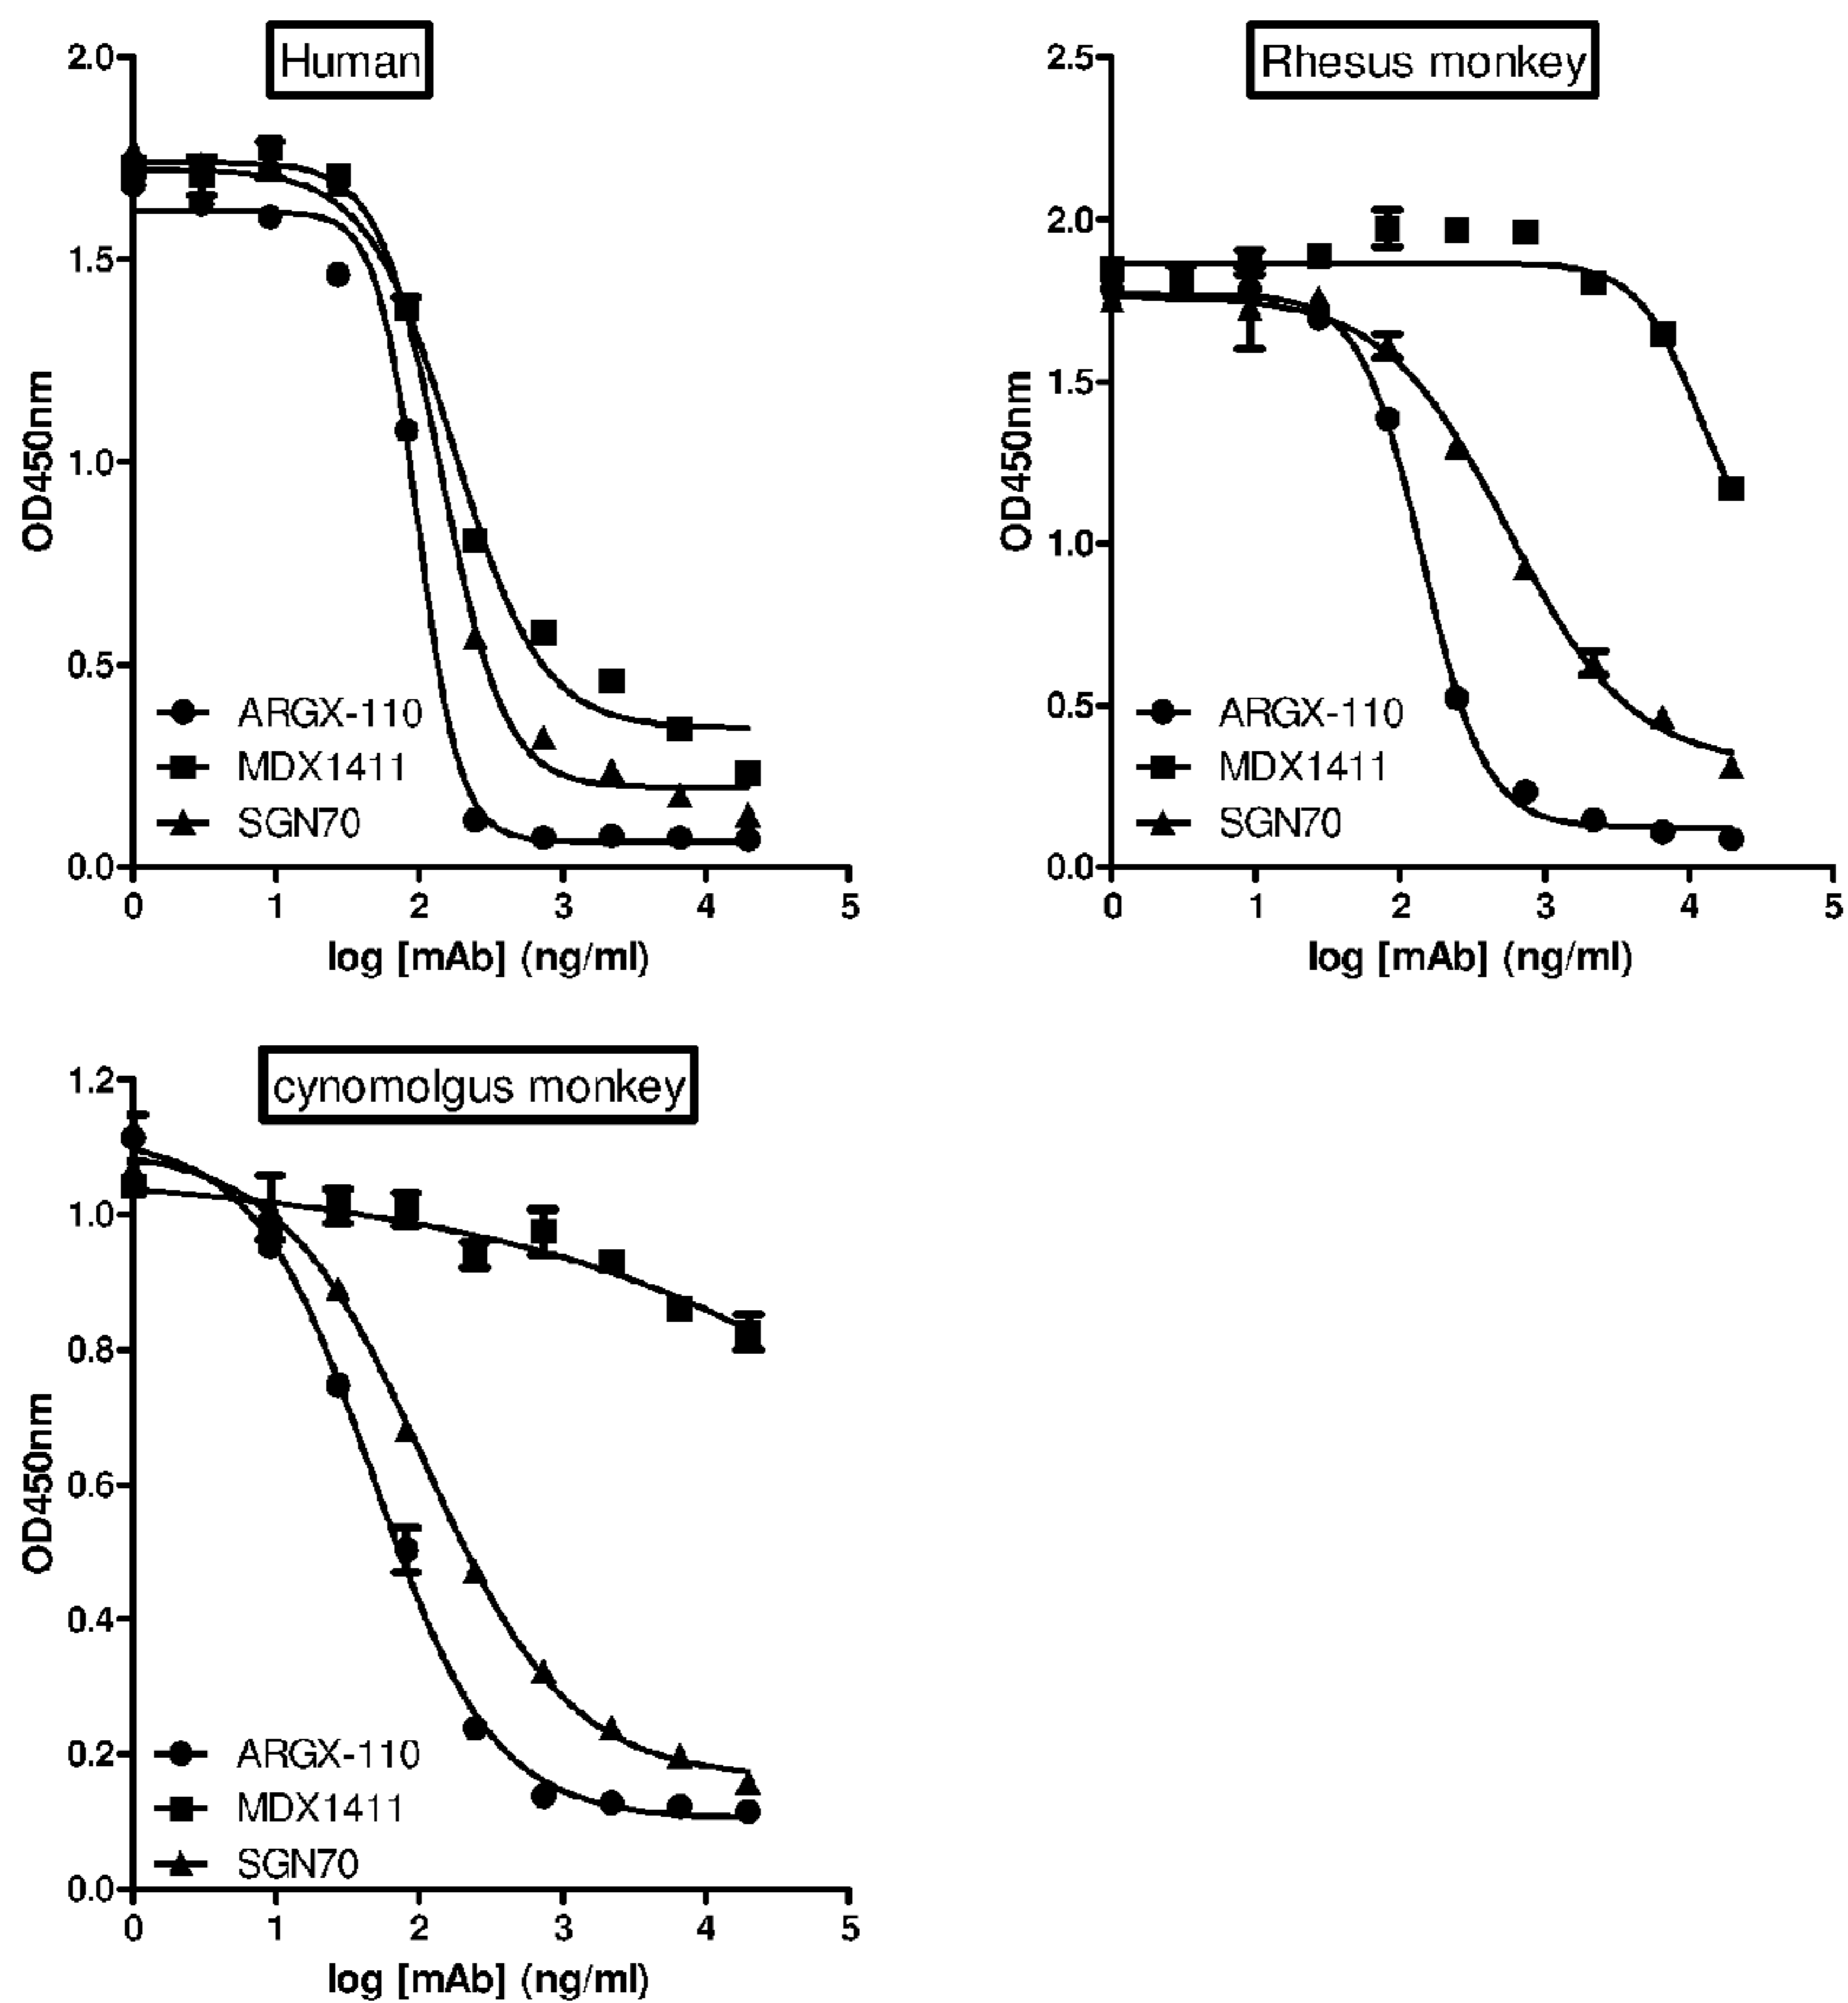 Human
2.0
1.5
1.0
0.5
0.0
OD450nm
ARGX-110
MDX1411
SGN70
0 1 2 3 4 5
log [mAb] (ng/ml)
Rhesus monkey
2.5
2.0
1.5
1.0
0.5
0.0
OD450nm
ARGX-110
MDX1411
SGN70
0 1 2 3 4 5
log [mAb] (ng/ml)
cynomolgus monkey
1.2
1.0
0.8
0.6
0.4
0.2
0.0
OD450nm
ARGX-110
MDX1411
SGN70
0 1 2 3 4 5
log [mAb] (ng/ml)